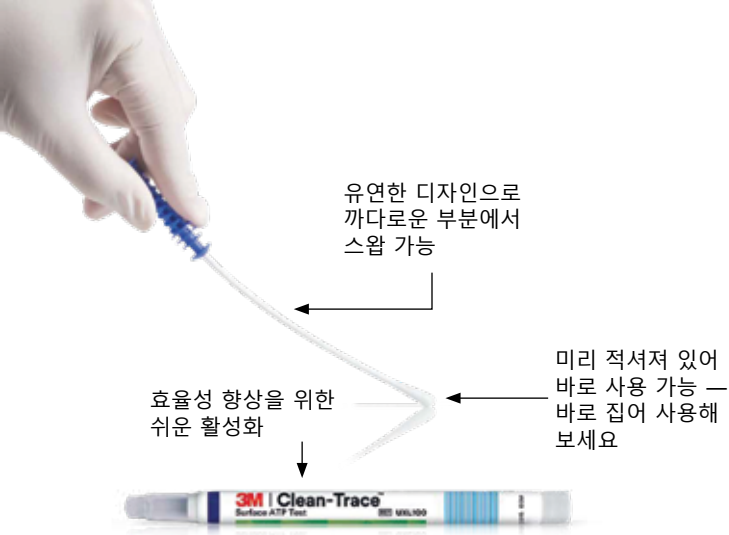 유연한 디자인으로
까다로운 부분에서
스왑 가능
미리 적셔져 있어
바로 사용 가능 —
바로 집어 사용해
보세요
효율성 향상을 위한
쉬운 활성화
3M | Clean-Trace™
Surface ATP Test
REF UXL100